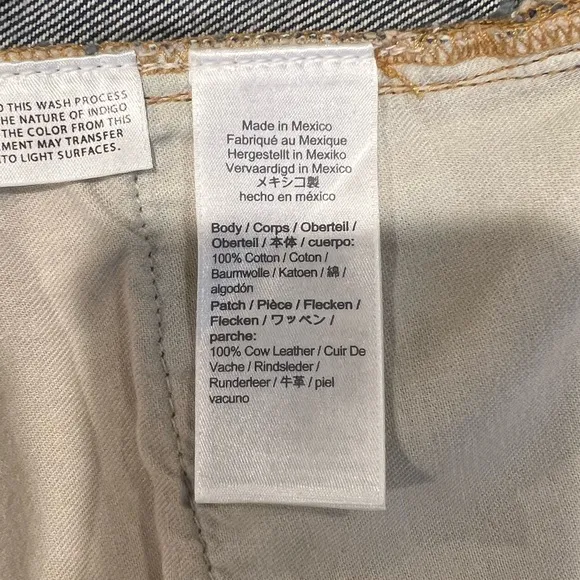 THIS WASH PROCESS
HE NATURE OF INDIGO
THE COLOR FROM THIS
MENT MAY TRANSFER
TO LIGHT SURFACES.
Made in Mexico
Fabriqué au Mexique
Hergestellt in Mexiko
Vervaardigd in Mexico
メキシコ製
hecho en méxico
Body / Corps / Oberteil /
Obertell / 本体 / cuerpo:
100% Cotton / Coton /
Baumwolle / Katoen / 綿 /
algodón
Patch / Pièce / Flecken /
Flecken / ワッペン /
parche:
100% Cow Leather / Cuir De
Vache / Rindsleder /
Runderleer / 牛革 / piel
vacuno